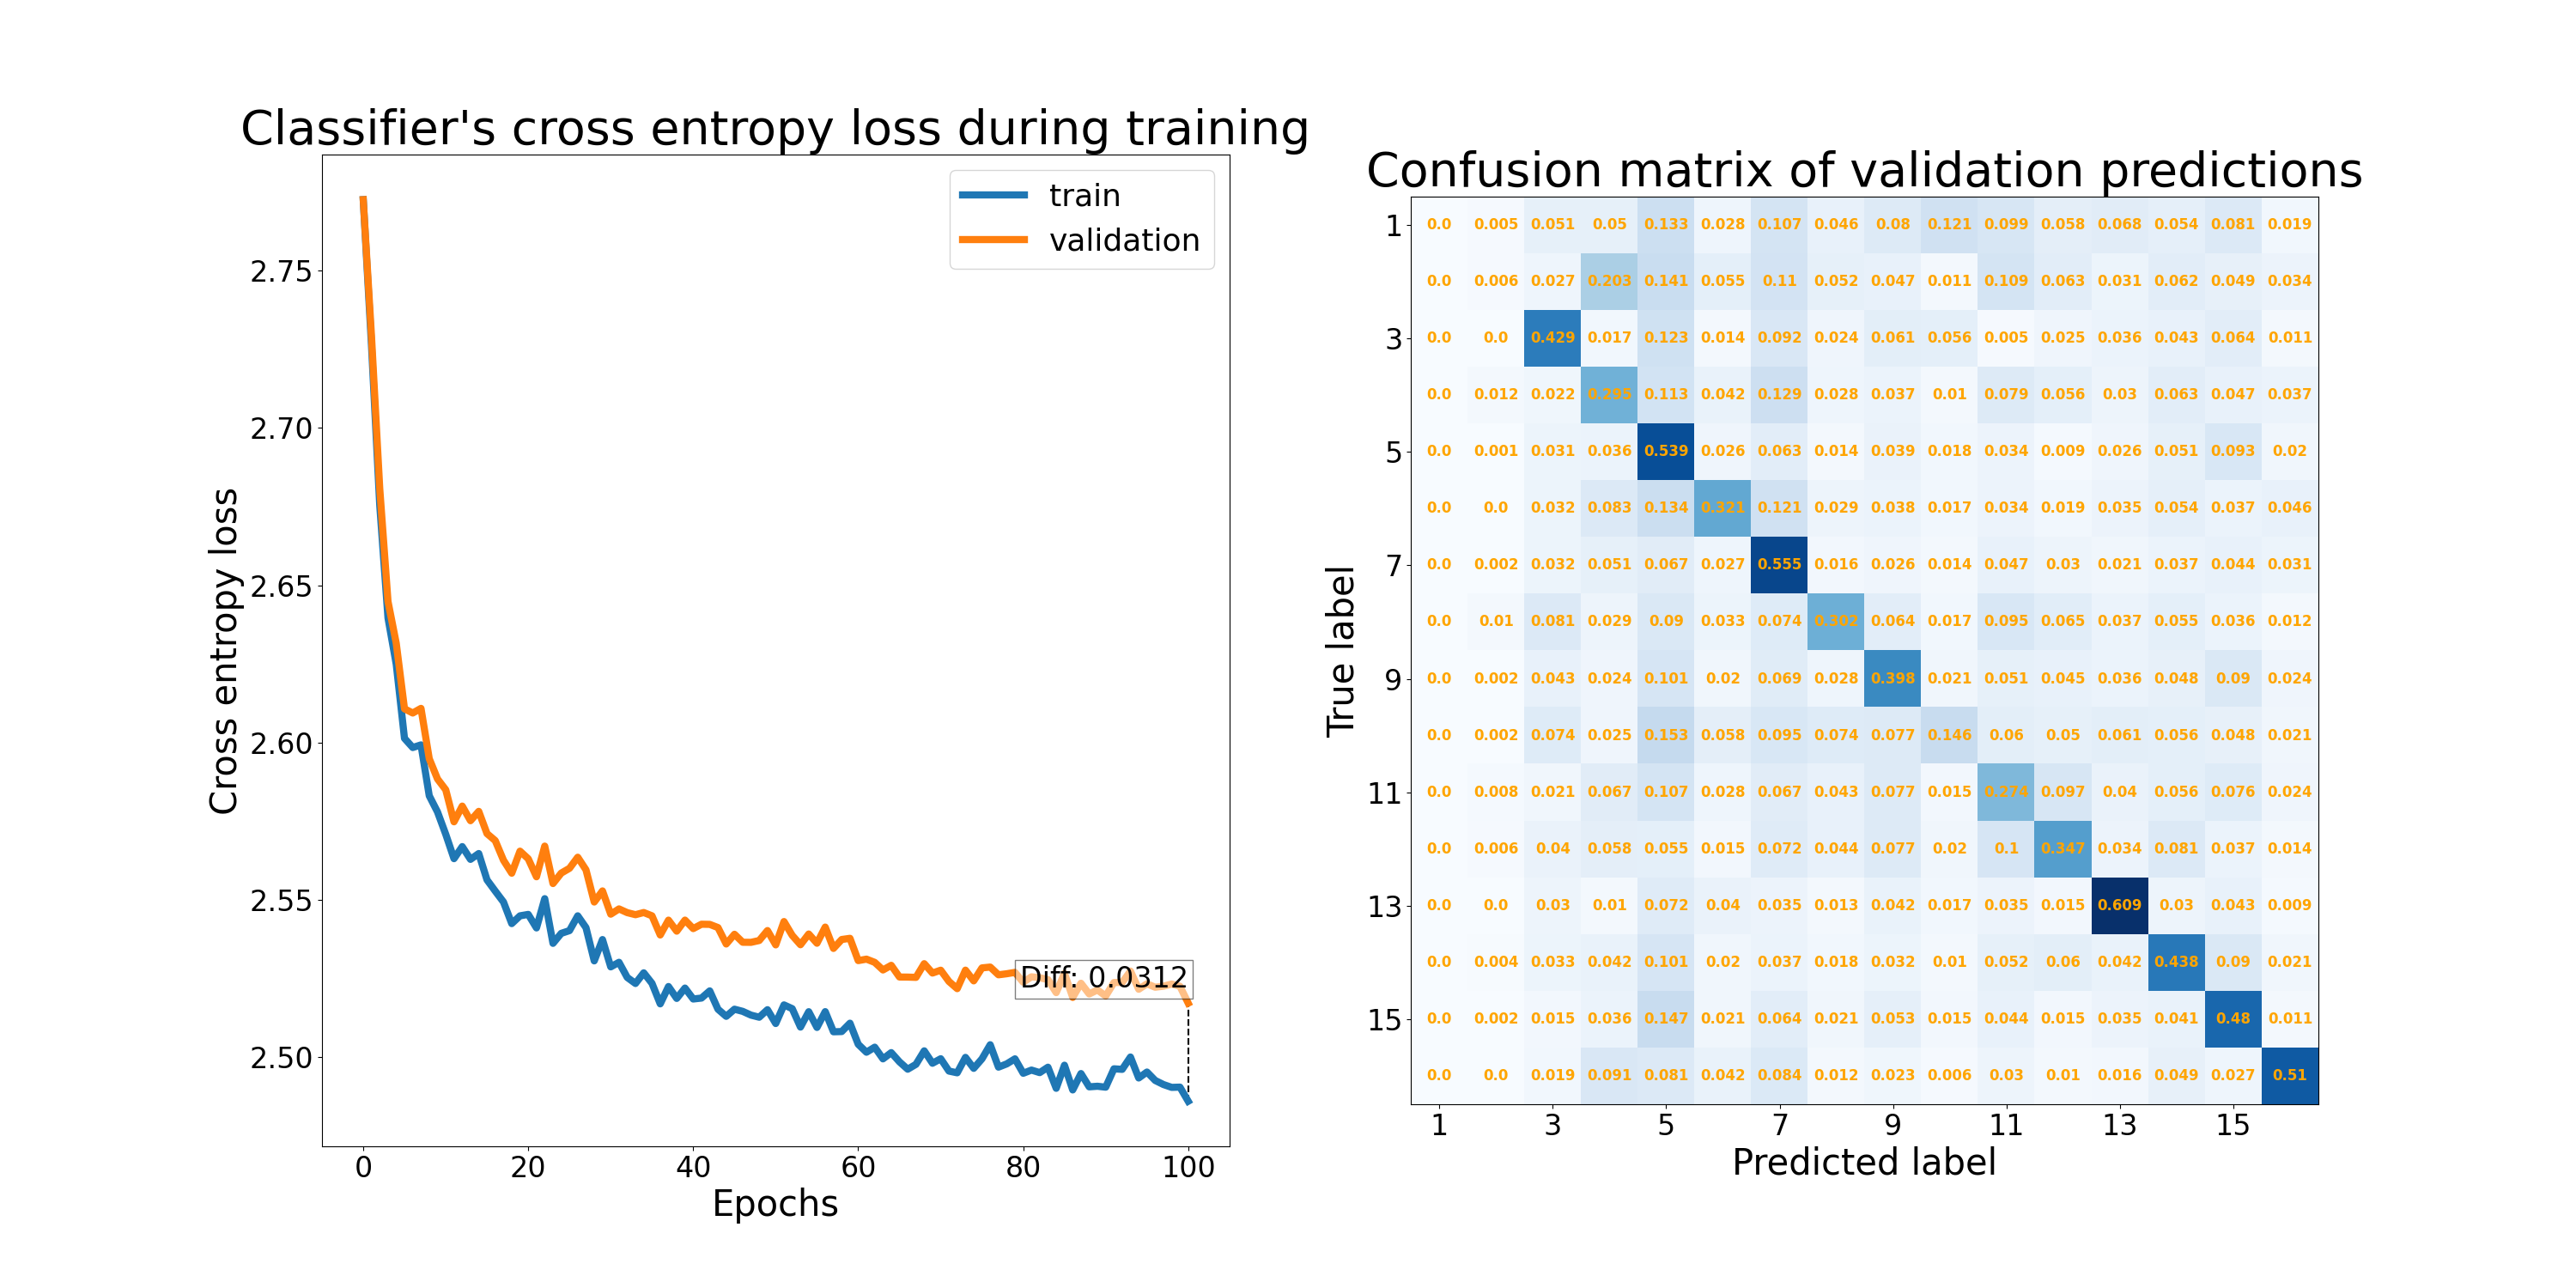 Classifier's cross entropy loss during training
train
validation
2.75
2.70
2.65
2.60
2.55
2.50
Cross entropy loss
Diff: 0.0312
0 20 40 60 80 100
Epochs
Confusion matrix of validation predictions
True label
1 0.0 0.005 0.051 0.05 0.133 0.028 0.107 0.046 0.08 0.121 0.099 0.058 0.068 0.054 0.081 0.019
0.0 0.006 0.027 0.203 0.141 0.055 0.11 0.052 0.047 0.011 0.109 0.063 0.031 0.062 0.049 0.034
3 0.0 0.0 0.429 0.017 0.123 0.014 0.092 0.024 0.061 0.056 0.005 0.025 0.036 0.043 0.064 0.011
0.0 0.012 0.022 0.295 0.113 0.042 0.129 0.028 0.037 0.01 0.079 0.056 0.03 0.063 0.047 0.037
5 0.0 0.001 0.031 0.036 0.539 0.026 0.063 0.014 0.039 0.018 0.034 0.009 0.026 0.051 0.093 0.02
0.0 0.0 0.032 0.083 0.134 0.321 0.121 0.029 0.038 0.017 0.034 0.019 0.035 0.054 0.037 0.046
7 0.0 0.002 0.032 0.051 0.067 0.027 0.555 0.016 0.026 0.014 0.047 0.03 0.021 0.037 0.044 0.031
0.0 0.01 0.081 0.029 0.09 0.033 0.074 0.302 0.064 0.017 0.095 0.065 0.037 0.055 0.036 0.012
9 0.0 0.002 0.043 0.024 0.101 0.02 0.069 0.028 0.398 0.021 0.051 0.045 0.036 0.048 0.09 0.024
0.0 0.002 0.074 0.025 0.153 0.058 0.095 0.074 0.077 0.146 0.06 0.05 0.061 0.056 0.048 0.021
11 0.0 0.008 0.021 0.067 0.107 0.028 0.067 0.043 0.077 0.015 0.274 0.097 0.04 0.056 0.076 0.024
0.0 0.006 0.04 0.058 0.055 0.015 0.072 0.044 0.077 0.02 0.1 0.347 0.034 0.081 0.037 0.014
13 0.0 0.0 0.03 0.01 0.072 0.04 0.035 0.013 0.042 0.017 0.035 0.015 0.609 0.03 0.043 0.009
0.0 0.004 0.033 0.042 0.101 0.02 0.037 0.018 0.032 0.01 0.052 0.06 0.042 0.438 0.09 0.021
15 0.0 0.002 0.015 0.036 0.147 0.021 0.064 0.021 0.053 0.015 0.044 0.015 0.035 0.041 0.48 0.011
0.0 0.0 0.019 0.091 0.081 0.042 0.084 0.012 0.023 0.006 0.03 0.01 0.016 0.049 0.027 0.51
1 3 5 7 9 11 13 15
Predicted label